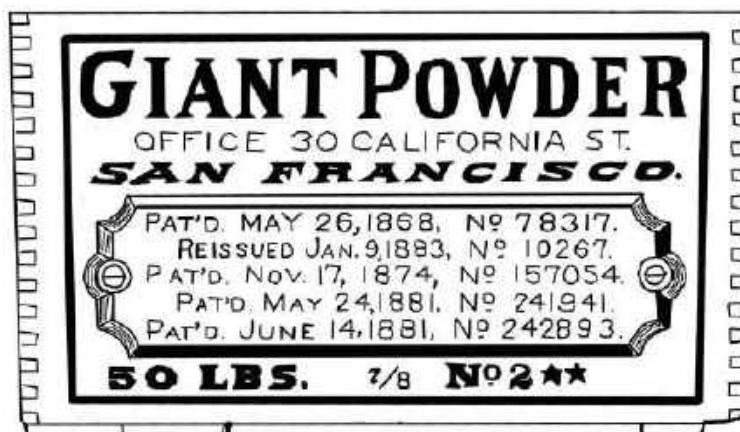 GIANT POWDER
OFFICE 30 CALIFORNIA ST.
SAN FRANCISCO.
PAT'D. MAY 26, 1868, Nº 78317.
REISSUED JAN. 9, 1883, Nº 10267.
PAT'D. NOV. 17, 1874, Nº 157054.
PAT'D. MAY 24, 1881. Nº 241941.
PAT'D. JUNE 14, 1881, Nº 242893.
50 LBS. 7/8 Nº 2 ★★